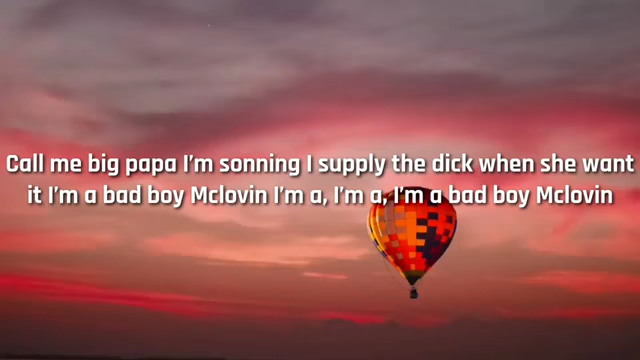 Call me big papa I’m sonning I supply the dick when she want
it I’m a bad boy Mclovin I’m a, I’m a, I’m a bad boy Mclovin